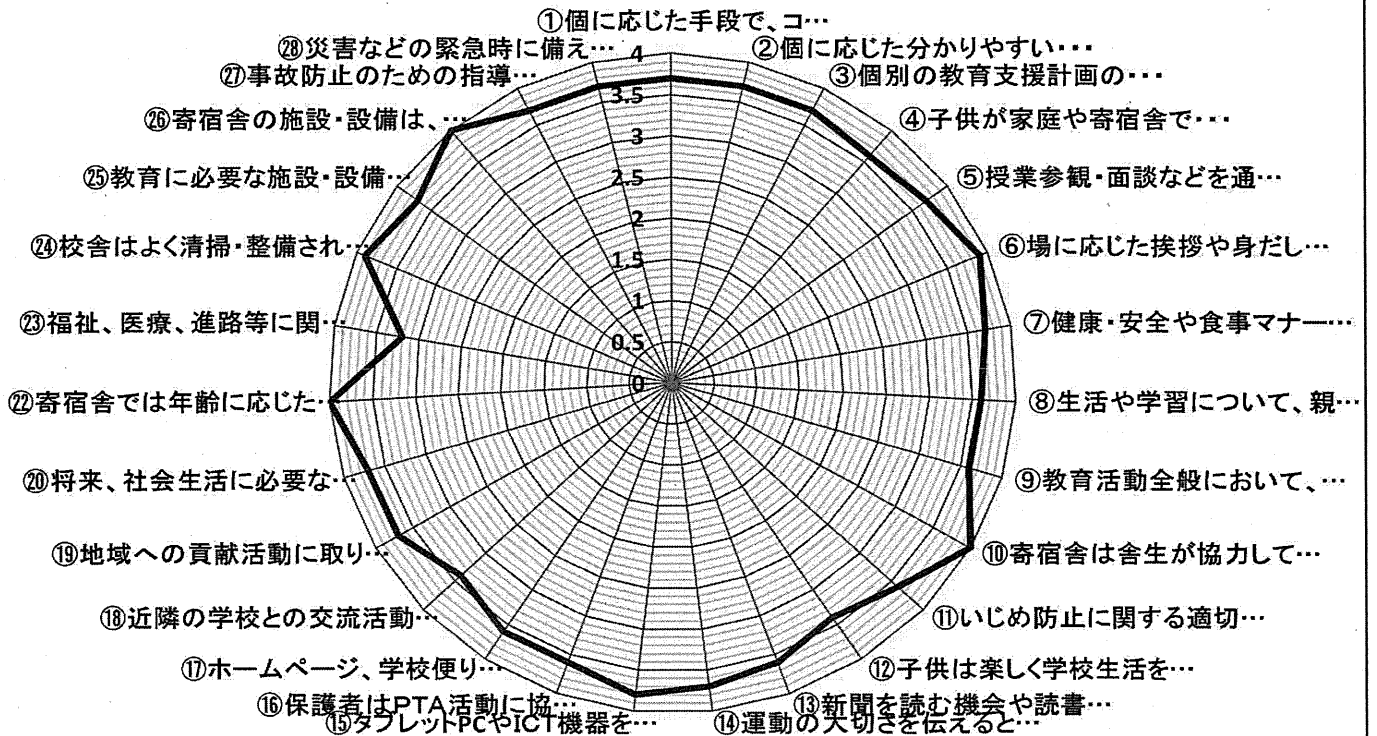 ①個に応じた手段で、コ…
②個に応じた分かりやすい・・・
③個別の教育支援計画の・・・
④子供が家庭や寄宿舎で・・・
⑤授業参観・面談などを通…
⑥場に応じた挨拶や身だし…
⑦健康・安全や食事マナー…
⑧生活や学習について、親…
⑨教育活動全般において、…
⑩寄宿舎は舎生が協力して…
⑪いじめ防止に関する適切…
⑫子供は楽しく学校生活を…
⑬新聞を読む機会や読書…
⑭運動の大切さを伝えると…
⑮タブレットPCやICT機器を…
⑯保護者はPTA活動に協…
⑰ホームページ、学校便り…
⑱近隣の学校との交流活動…
⑲地域への貢献活動に取り…
⑳将来、社会生活に必要な…
㉒寄宿舎では年齢に応じた…
㉓福祉、医療、進路等に関…
㉔校舎はよく清掃・整備され…
㉕教育に必要な施設・設備…
㉖寄宿舎の施設・設備は、…
㉗事故防止のための指導…
㉘災害などの緊急時に備え…
4
3.5
3
2.5
2
1.5
1
0.5
0